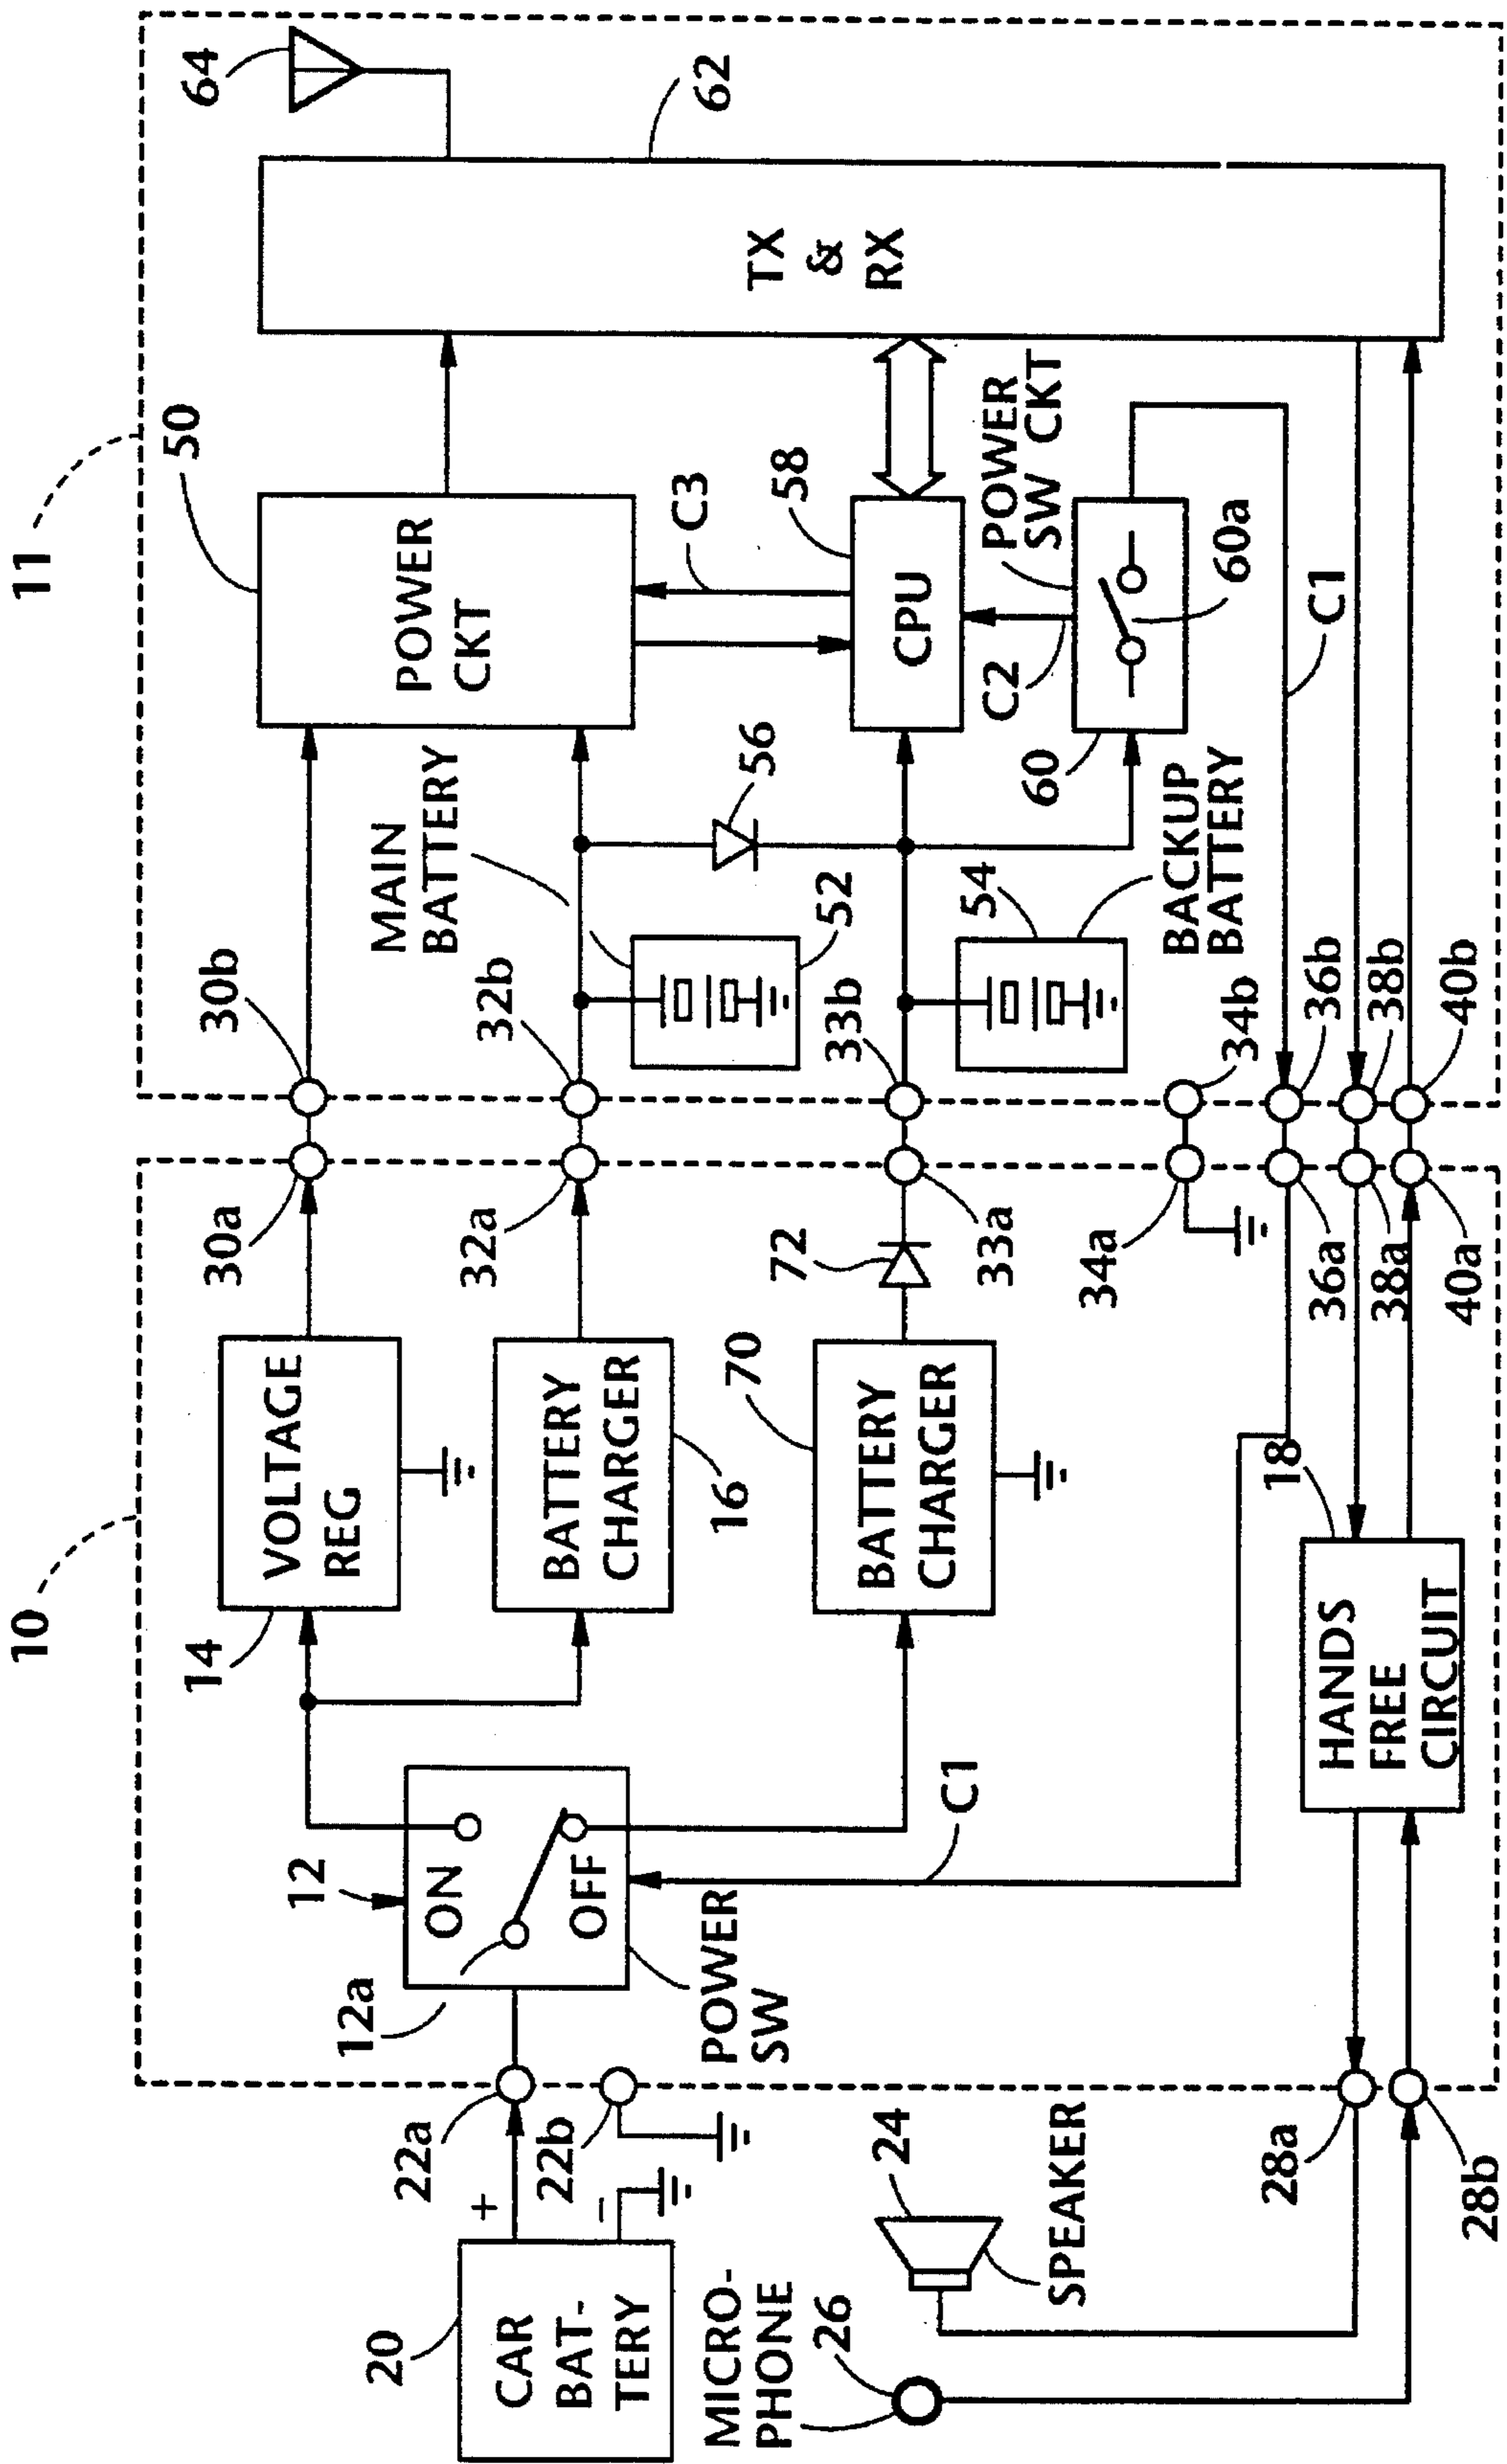 10
11
20
CAR
BAT-
TERY
+
−
22a
22b
12a
12
ON
OFF
POWER
SW
14
VOLTAGE
REG
BATTERY
CHARGER
16
70
BATTERY
CHARGER
72
C1
18
HANDS
FREE
CIRCUIT
MICRO-
PHONE
26
24
SPEAKER
28a
28b
30a
32a
33a
34a
36a
38a
40a
30b
32b
33b
34b
36b
38b
40b
MAIN
BATTERY
52
54
BACKUP
BATTERY
56
50
POWER
CKT
C3
58
CPU
C2
60
POWER
SW CKT
60a
C1
TX
&
RX
62
64